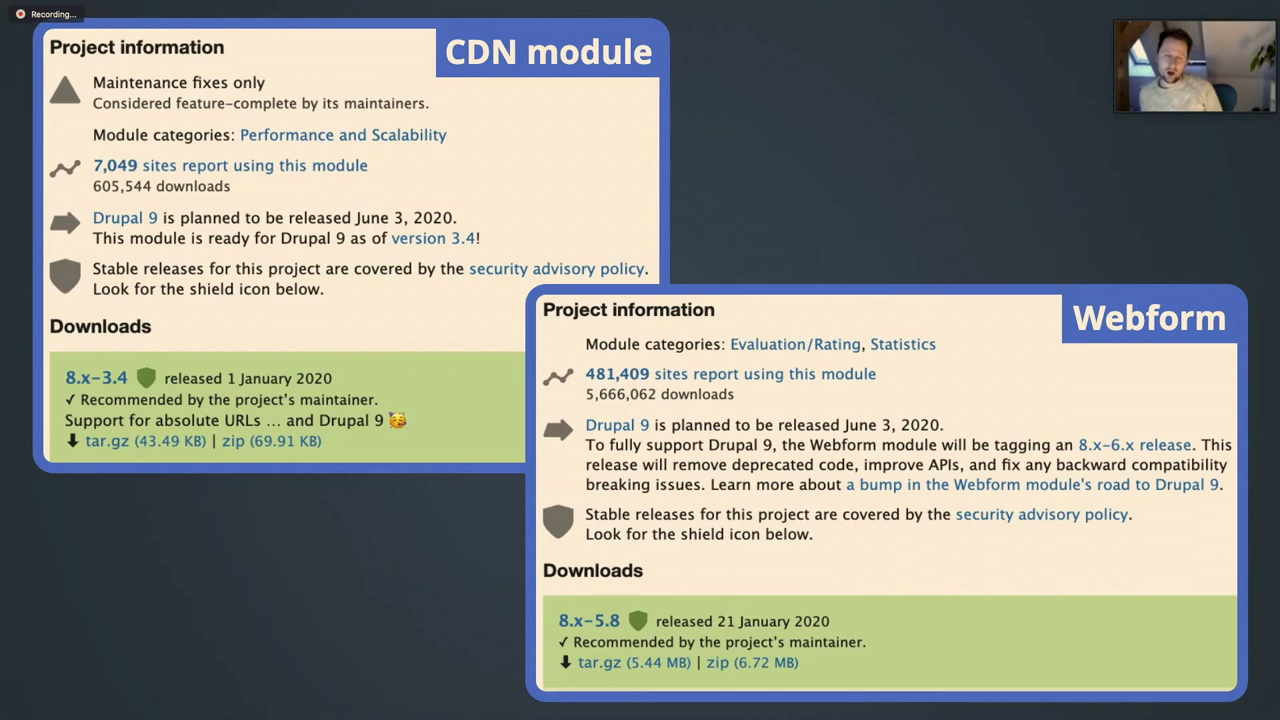 Recording...
Project information
CDN module
Maintenance fixes only
Considered feature-complete by its maintainers.
Module categories: Performance and Scalability
7,049 sites report using this module
605,544 downloads
Drupal 9 is planned to be released June 3, 2020.
This module is ready for Drupal 9 as of version 3.4!
Stable releases for this project are covered by the security advisory policy.
Look for the shield icon below.
Downloads
8.x-3.4 released 1 January 2020
✓ Recommended by the project's maintainer.
Support for absolute URLs ... and Drupal 9 🥳
tar.gz (43.49 KB) | zip (69.91 KB)
Project information
Webform
Module categories: Evaluation/Rating, Statistics
481,409 sites report using this module
5,666,062 downloads
Drupal 9 is planned to be released June 3, 2020.
To fully support Drupal 9, the Webform module will be tagging an 8.x-6.x release. This
release will remove deprecated code, improve APIs, and fix any backward compatibility
breaking issues. Learn more about a bump in the Webform module's road to Drupal 9.
Stable releases for this project are covered by the security advisory policy.
Look for the shield icon below.
Downloads
8.x-5.8 released 21 January 2020
✓ Recommended by the project's maintainer.
tar.gz (5.44 MB) | zip (6.72 MB)